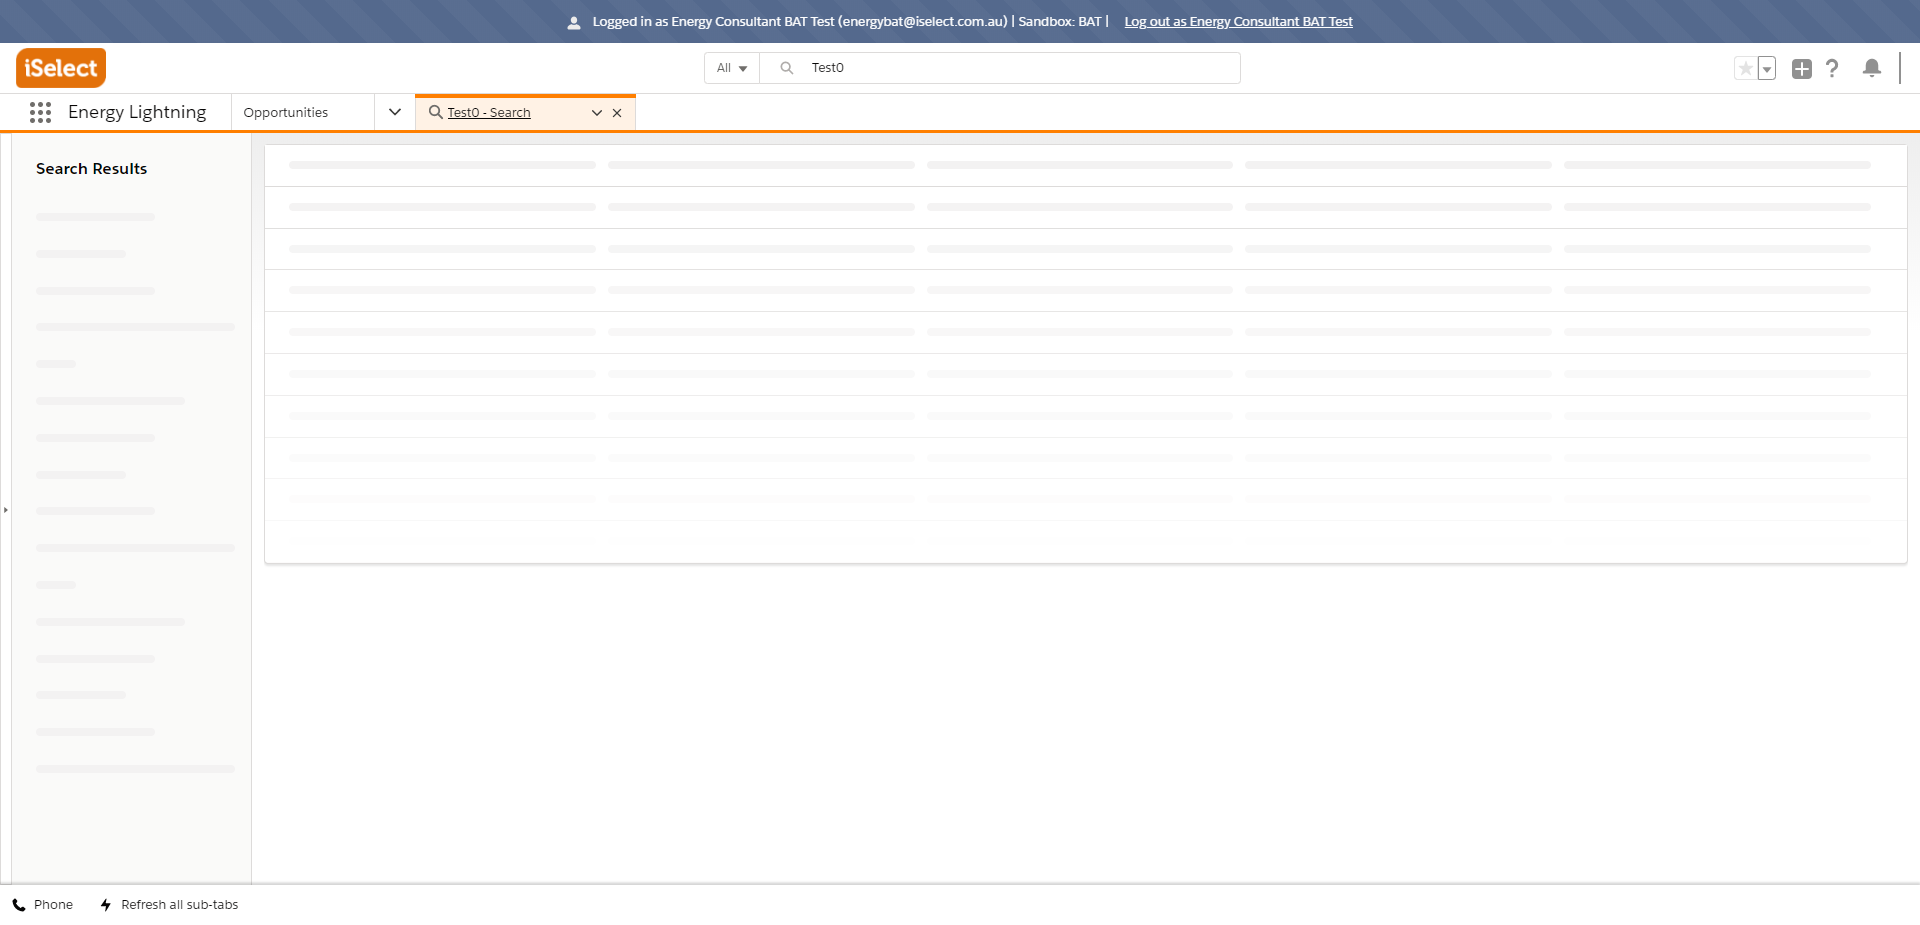 Logged in as Energy Consultant BAT Test (energybat@iselect.com.au) | Sandbox: BAT | Log out as Energy Consultant BAT Test
iSelect
All Test0
Energy Lightning Opportunities Test0 - Search
Search Results
Phone Refresh all sub-tabs